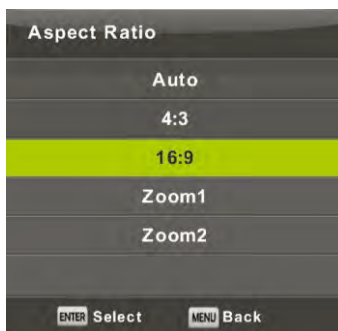 Aspect Ratio
Auto
4:3
16:9
Zoom1
Zoom2
ENTER Select MENU Back